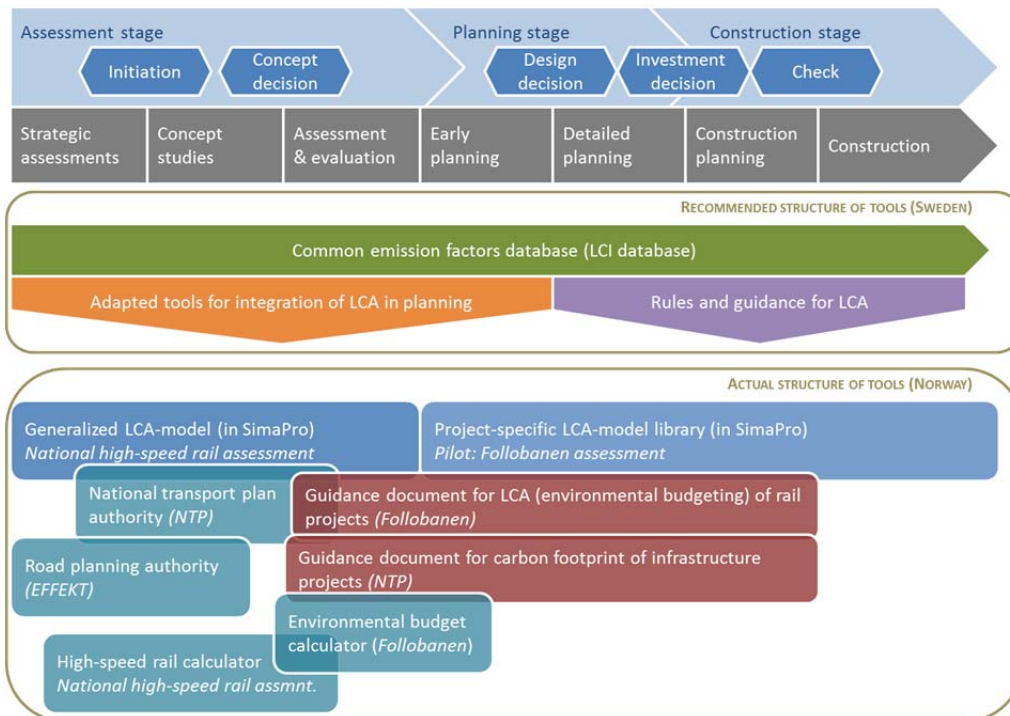 Assessment stage
Planning stage
Construction stage
Initiation
Concept
decision
Design
decision
Investment
decision
Check
Strategic
assessments
Concept
studies
Assessment
& evaluation
Early
planning
Detailed
planning
Construction
planning
Construction
RECOMMENDED STRUCTURE OF TOOLS (SWEDEN)
Common emission factors database (LCI database)
Adapted tools for integration of LCA in planning
Rules and guidance for LCA
ACTUAL STRUCTURE OF TOOLS (NORWAY)
Generalized LCA-model (in SimaPro)
National high-speed rail assessment
Project-specific LCA-model library (in SimaPro)
Pilot: Follobanen assessment
National transport plan
authority (NTP)
Guidance document for LCA (environmental budgeting) of rail
projects (Follobanen)
Road planning authority
(EFFEKT)
Guidance document for carbon footprint of infrastructure
projects (NTP)
Environmental budget
calculator (Follobanen)
High-speed rail calculator
National high-speed rail assmnt.